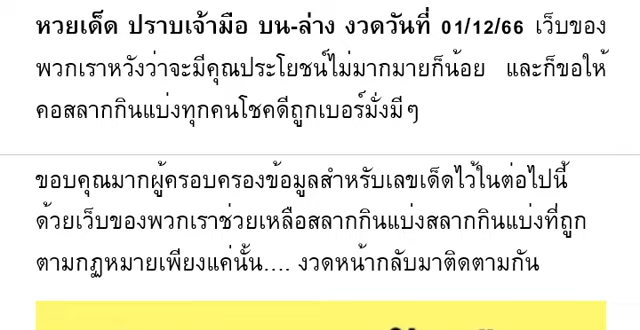 หวยเด็ด ปราบเจ้ามือ บน-ล่าง งวดวันที่ 01/12/66 เว็บของ
พวกเราหวังว่าจะมีคุณประโยชน์ไม่มากมายก็น้อย และก็ขอให้
คอสลากกินแบ่งทุกคนโชคดีถูกเบอร์มั่งมีๆ
ขอบคุณมากผู้ครอบครองข้อมูลสำหรับเลขเด็ดไว้ในต่อไปนี้
ด้วยเว็บของพวกเราช่วยเหลือสลากกินแบ่งสลากกินแบ่งที่ถูก
ตามกฏหมายเพียงแค่นั้น.... งวดหน้ากลับมาติดตามกัน